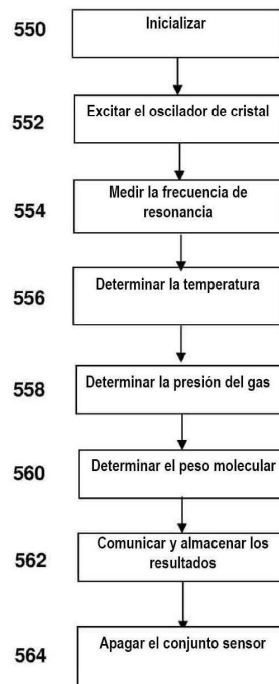 550
Inicializar
552
Excitar el oscilador de cristal
554
Medir la frecuencia de
resonancia
556
Determinar la temperatura
558
Determinar la presión del gas
560
Determinar el peso molecular
562
Comunicar y almacenar los
resultados
564
Apagar el conjunto sensor